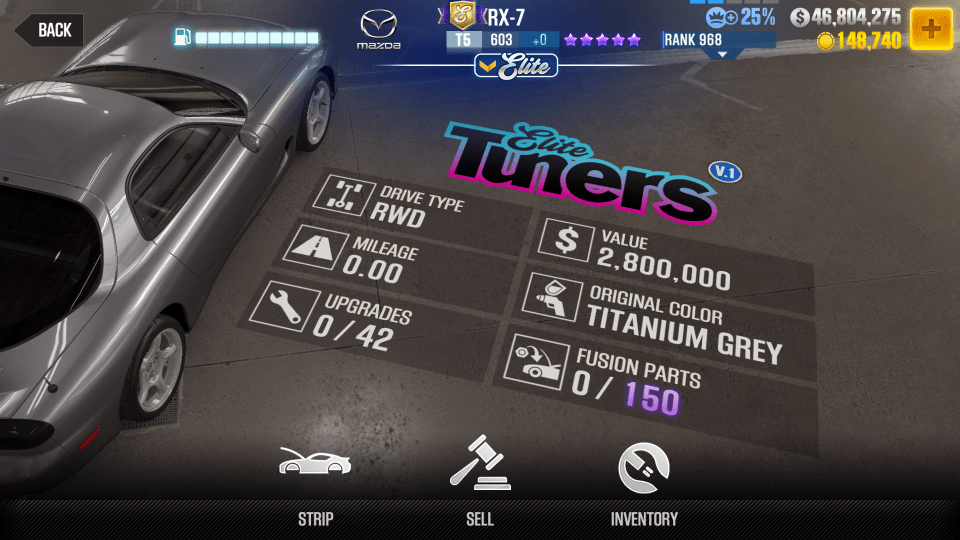 BACK
mazda
RX-7
T5 603 +0
Elite
RANK 968
25%
46,804,275
148,740
Elite
Tuners
V.1
DRIVE TYPE
RWD
MILEAGE
0.00
UPGRADES
0/42
VALUE
2,800,000
ORIGINAL COLOR
TITANIUM GREY
FUSION PARTS
0/150
STRIP
SELL
INVENTORY